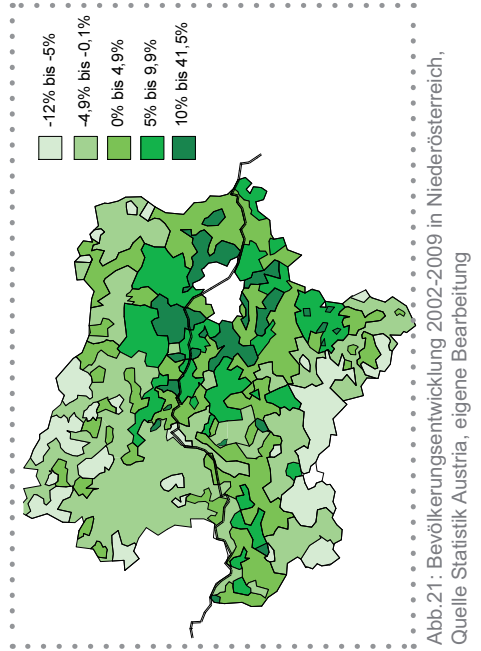 -12% bis -5%
-4,9% bis -0,1%
0% bis 4,9%
5% bis 9,9%
10% bis 41,5%
Abb.21: Bevölkerungsentwicklung 2002-2009 in Niederösterreich,
Quelle Statistik Austria, eigene Bearbeitung